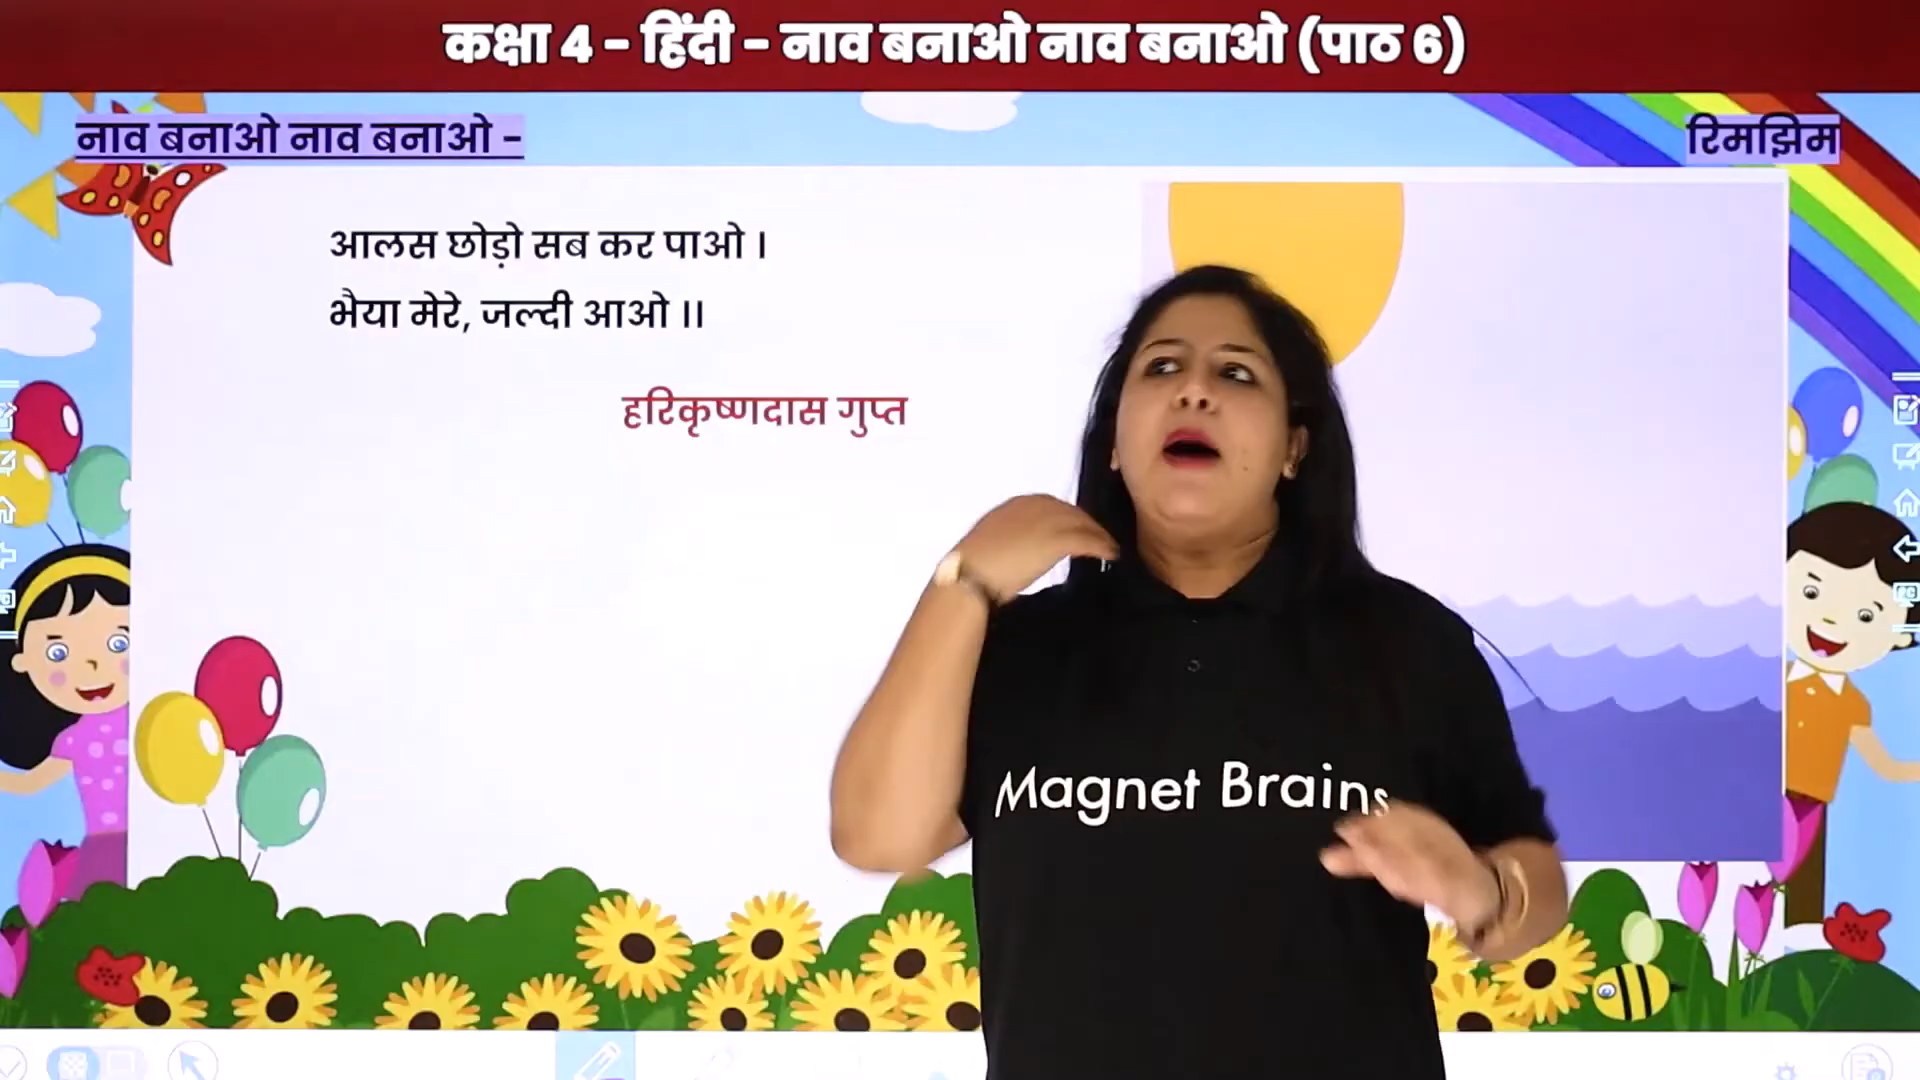 कक्षा 4 - हिंदी - नाव बनाओ नाव बनाओ (पाठ 6)
नाव बनाओ नाव बनाओ -
रिमझिम
आलस छोड़ो सब कर पाओ ।
भैया मेरे, जल्दी आओ ।।
हरिकृष्णदास गुप्त
Magnet Brains